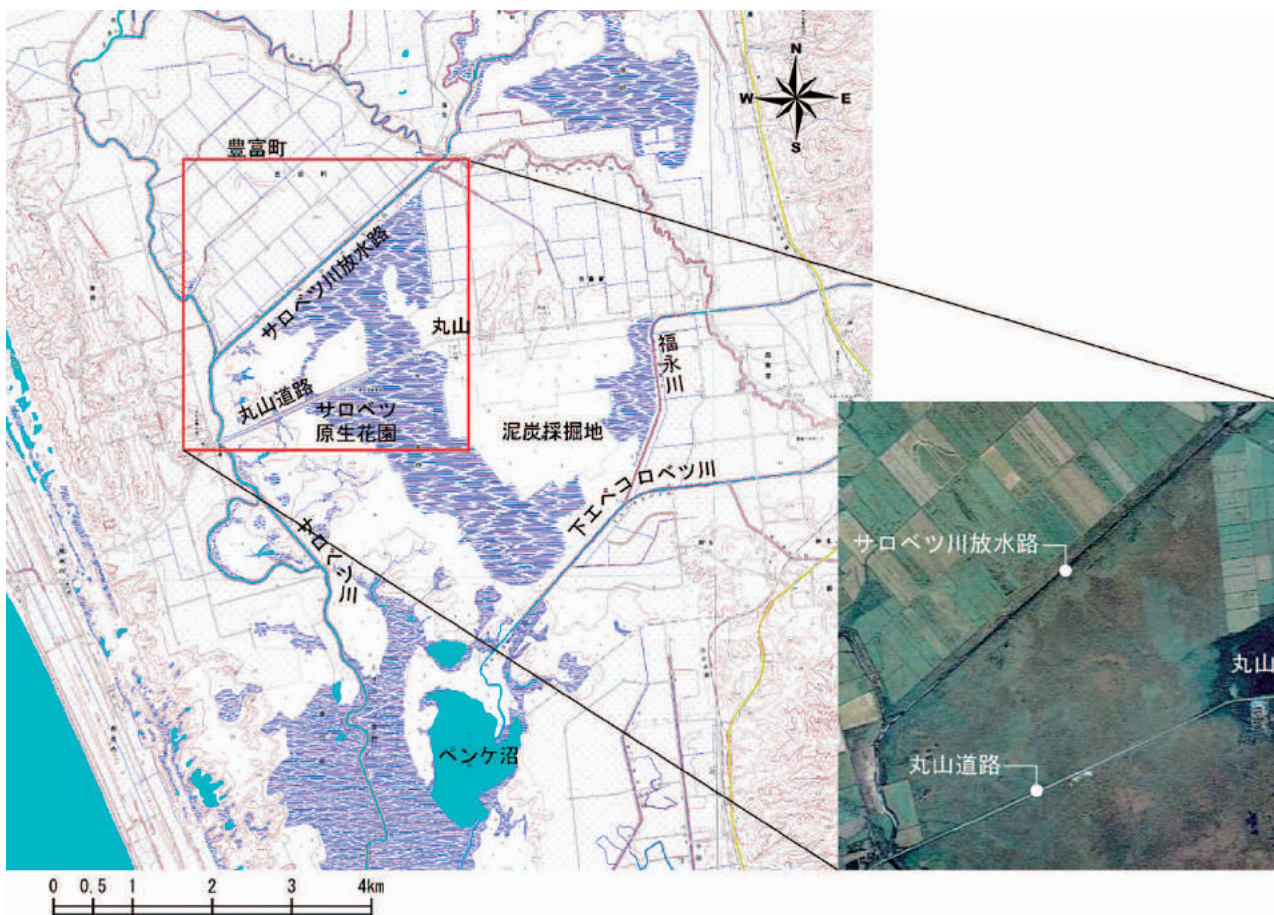 N
W E
S
豊富町
サロベツ川放水路
丸山
福永川
丸山道路
サロベツ
原生花園
泥炭採掘地
下エベコロベツ川
サロベツ川
ペンケ沼
サロベツ川放水路
丸山
丸山道路
0 0.5 1 2 3 4km